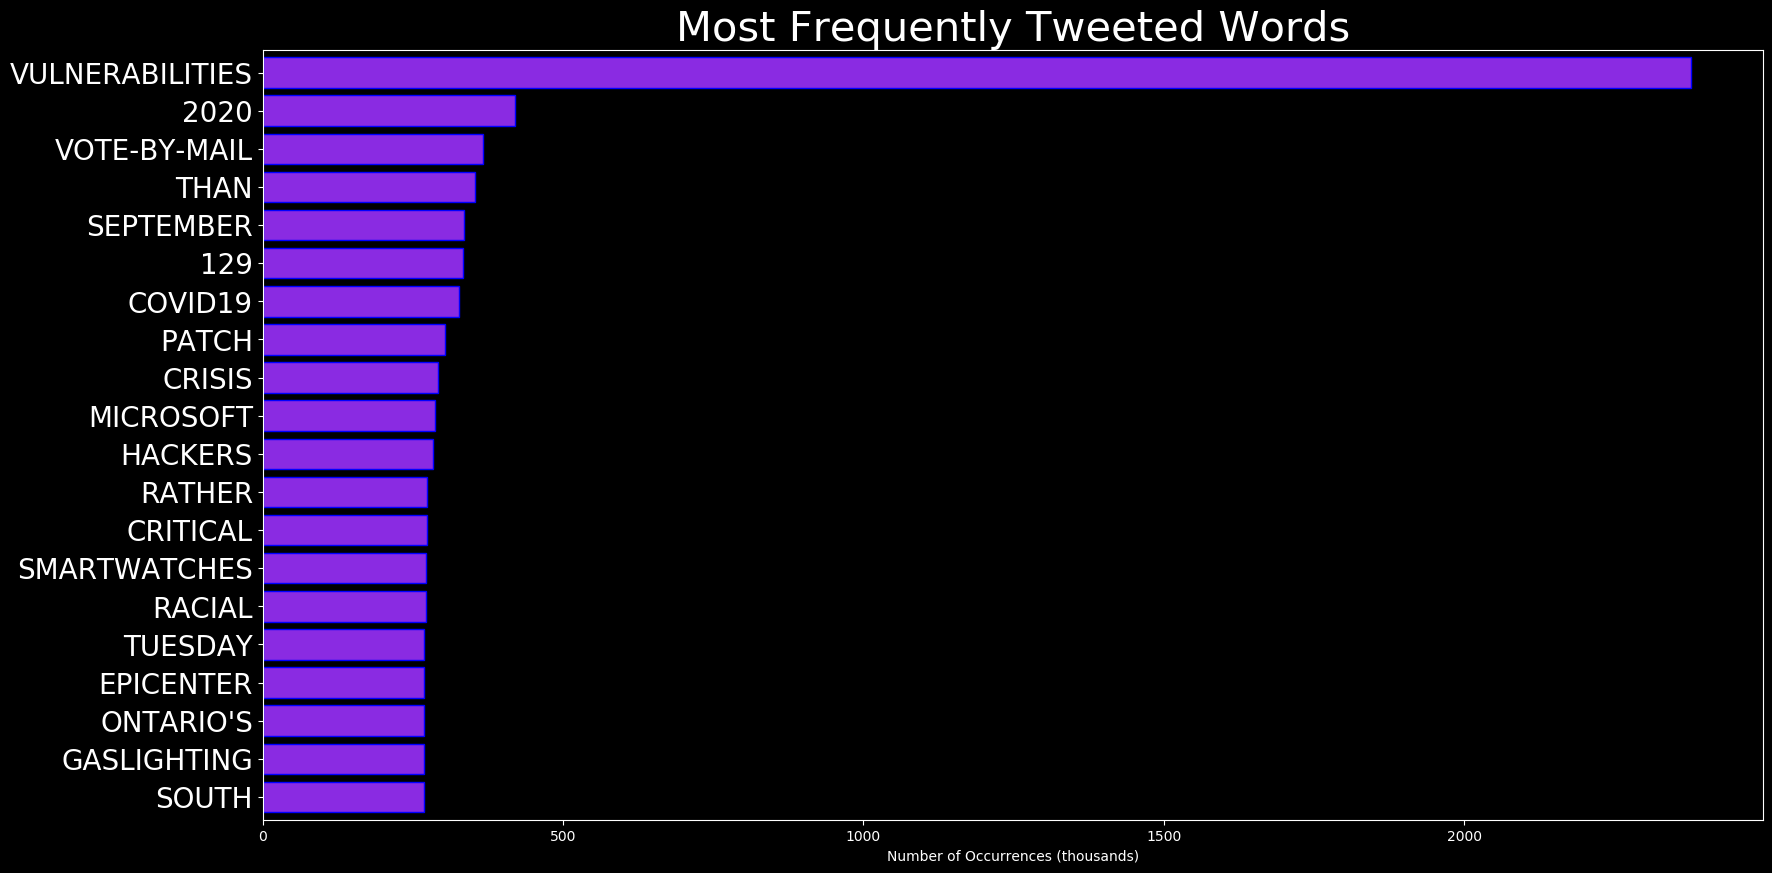 Most Frequently Tweeted Words
VULNERABILITIES
2020
VOTE-BY-MAIL
THAN
SEPTEMBER
129
COVID19
PATCH
CRISIS
MICROSOFT
HACKERS
RATHER
CRITICAL
SMARTWATCHES
RACIAL
TUESDAY
EPICENTER
ONTARIO'S
GASLIGHTING
SOUTH
0 500 1000 1500 2000
Number of Occurrences (thousands)